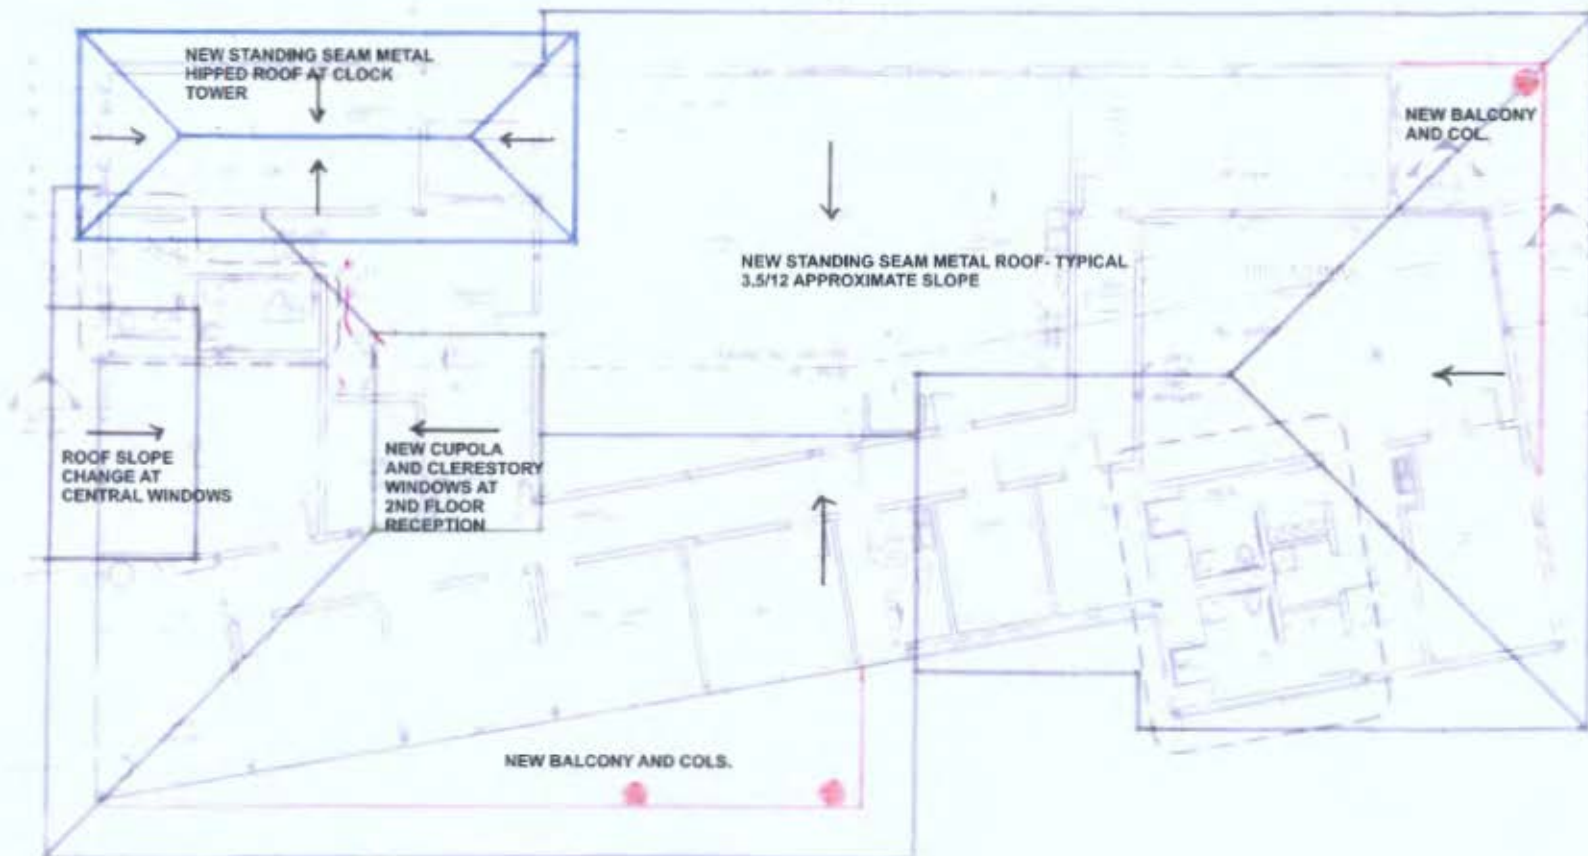 NEW STANDING SEAM METAL
HIPPED ROOF AT CLOCK
TOWER
NEW BALCONY
AND COL.
NEW STANDING SEAM METAL ROOF- TYPICAL
3.5/12 APPROXIMATE SLOPE
ROOF SLOPE
CHANGE AT
CENTRAL WINDOWS
NEW CUPOLA
AND CLERESTORY
WINDOWS AT
2ND FLOOR
RECEPTION
NEW BALCONY AND COLS.